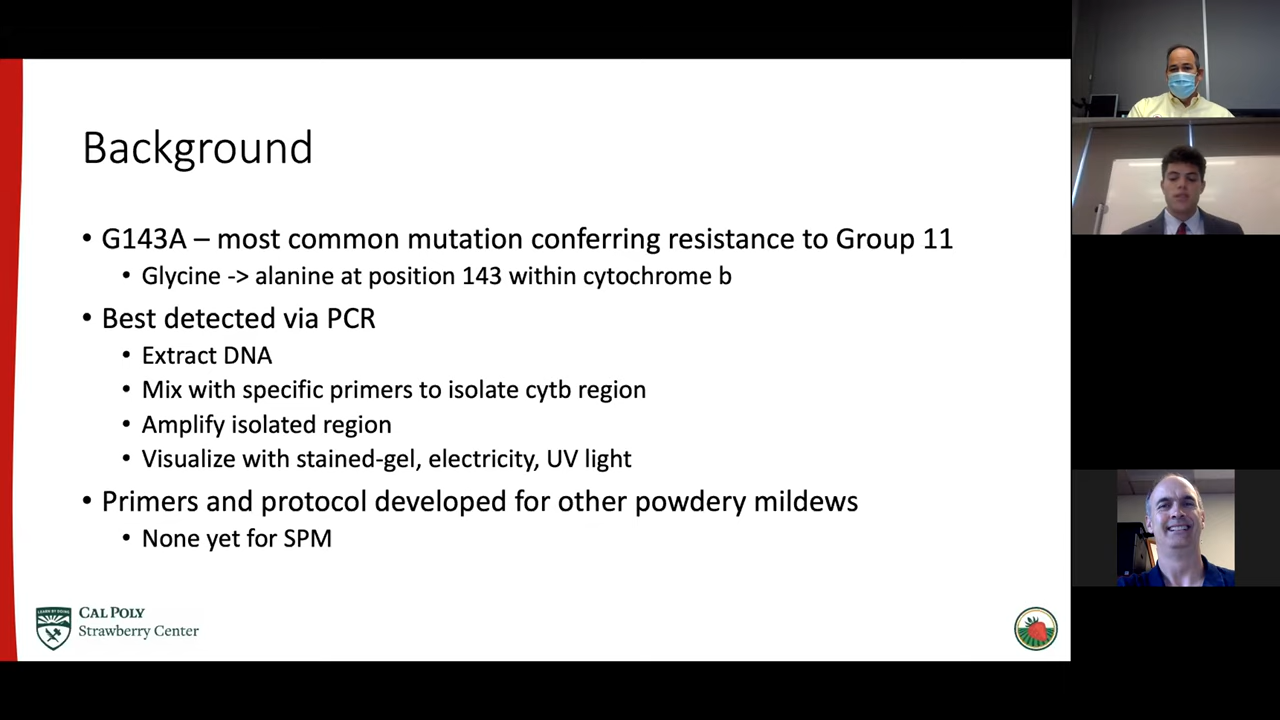 Background
• G143A – most common mutation conferring resistance to Group 11
• Glycine -> alanine at position 143 within cytochrome b
• Best detected via PCR
• Extract DNA
• Mix with specific primers to isolate cytb region
• Amplify isolated region
• Visualize with stained-gel, electricity, UV light
• Primers and protocol developed for other powdery mildews
• None yet for SPM
LEARN BY DOING
CAL POLY
Strawberry Center